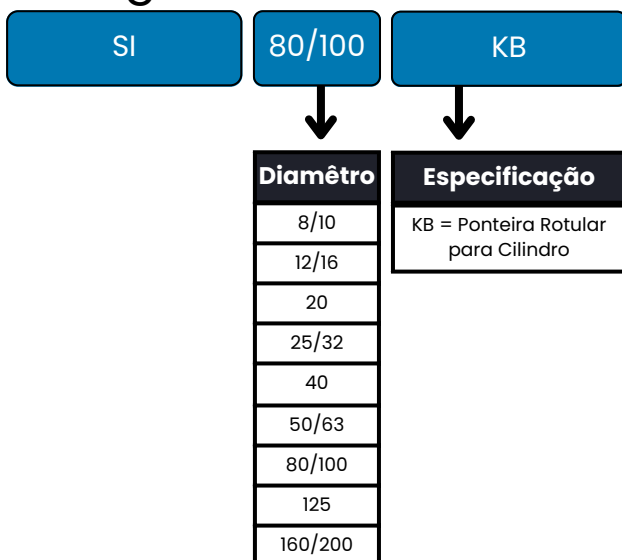 SI
80/100
KB
Diamêtro
Especificação
8/10
KB = Ponteira Rotular
para Cilindro
12/16
20
25/32
40
50/63
80/100
125
160/200